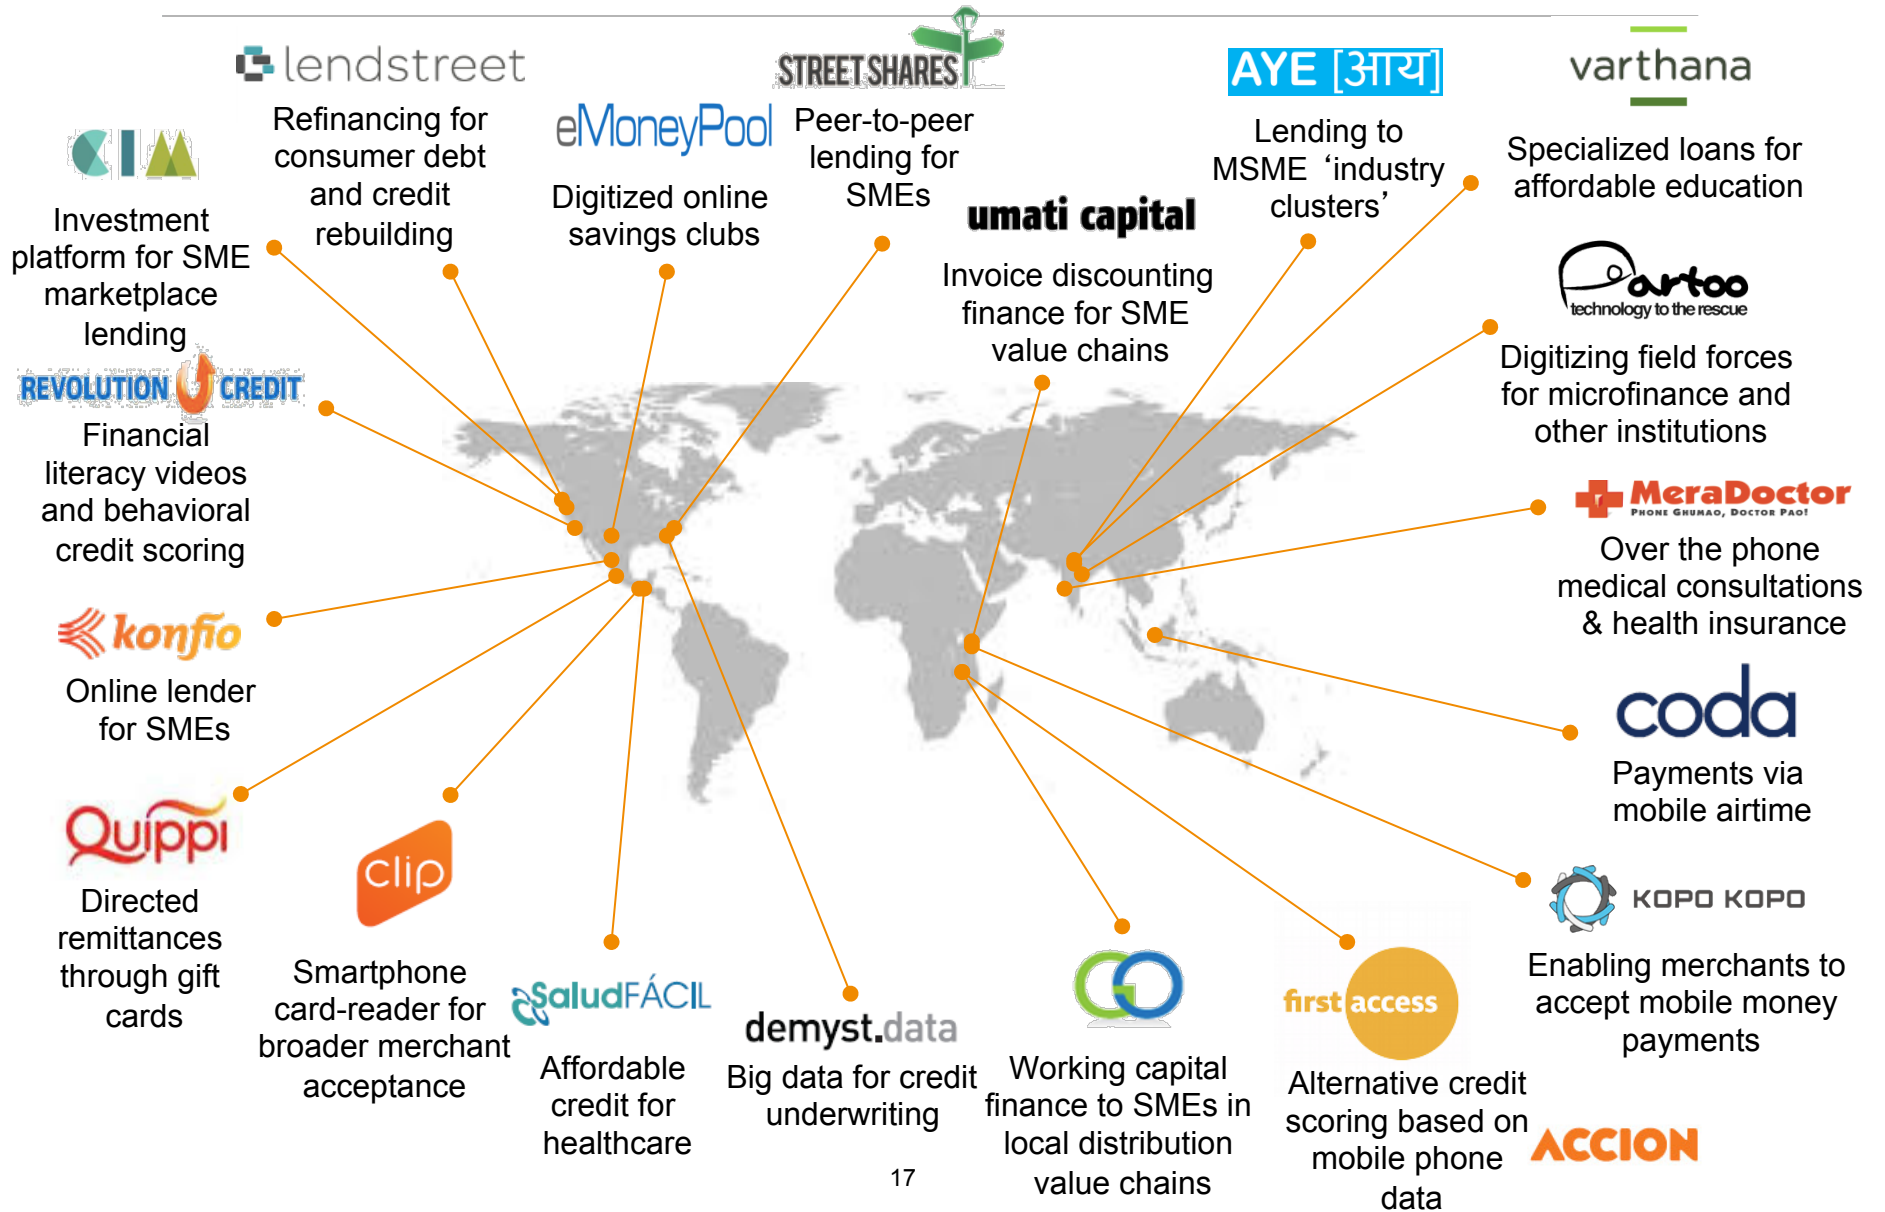 lendstreet
Refinancing for
consumer debt
and credit
rebuilding
eMoneyPool
Digitized online
savings clubs
STREETSHARES
Peer-to-peer
lending for
SMEs
AYE [आय]
Lending to
MSME ‘industry
clusters’
varthana
Specialized loans for
affordable education
CIM
Investment
platform for SME
marketplace
lending
umati capital
Invoice discounting
finance for SME
value chains
Partoo
technology to the rescue
Digitizing field forces
for microfinance and
other institutions
REVOLUTION CREDIT
Financial
literacy videos
and behavioral
credit scoring
MeraDoctor
PHONE GHUMAO, DOCTOR PAO!
Over the phone
medical consultations
& health insurance
konfío
Online lender
for SMEs
coda
Payments via
mobile airtime
Quippi
Directed
remittances
through gift
cards
clip
Smartphone
card-reader for
broader merchant
acceptance
SaludFÁCIL
Affordable
credit for
healthcare
demyst.data
Big data for credit
underwriting
GO
Working capital
finance to SMEs in
local distribution
value chains
first access
Alternative credit
scoring based on
mobile phone
data
KOPO KOPO
Enabling merchants to
accept mobile money
payments
ACCION
17